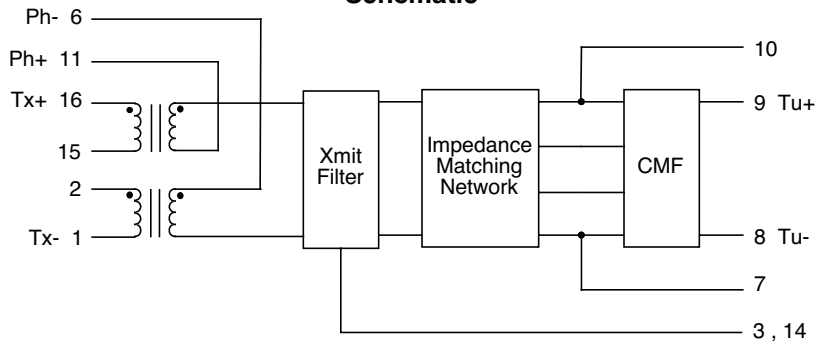 Schematic
Ph- 6
Ph+ 11
Tx+ 16
15
2
Tx- 1
Xmit
Filter
Impedance
Matching
Network
CMF
10
9 Tu+
8 Tu-
7
3 , 14